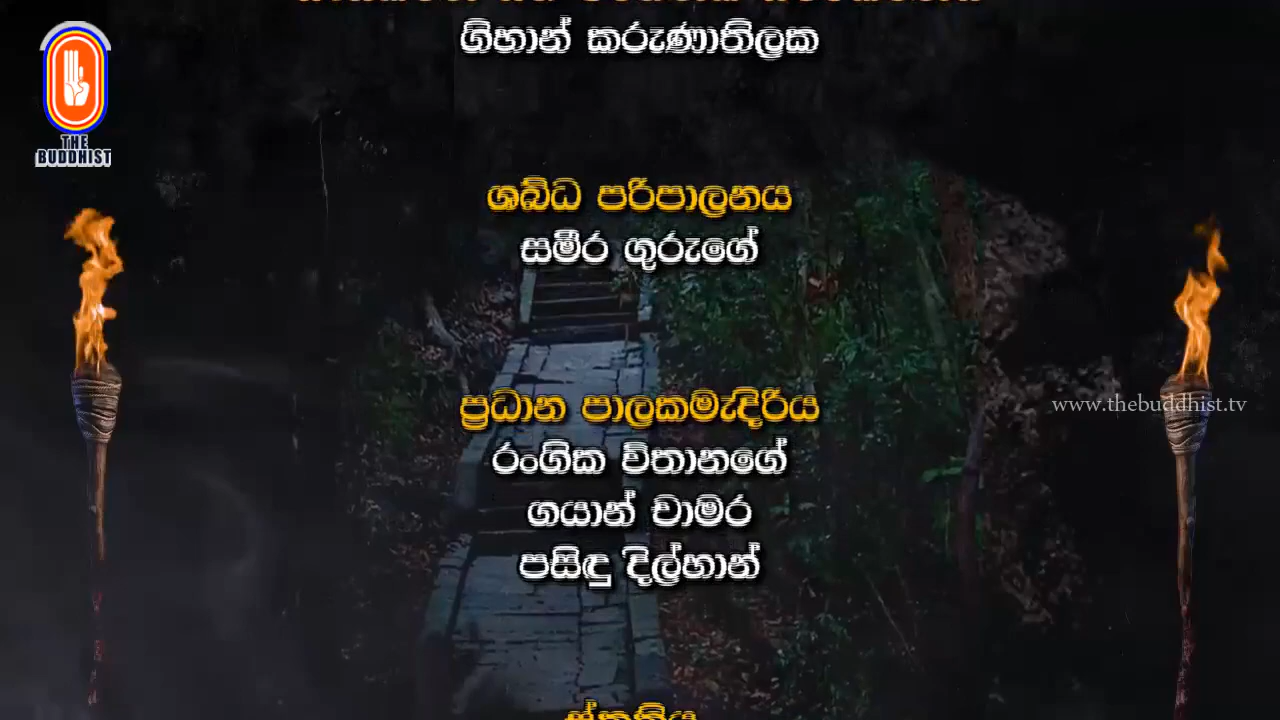 ගිහාන් කරුණාතිලක
ශබ්ධ පරිපාලනය
සමීර ගුරුගේ
ප්‍රධාන පාලකමැදිරිය
රංගික විතානගේ
ගයාන් චාමර
පසිඳු දිල්හාන්
THE
BUDDHIST
www.thebuddhist.tv